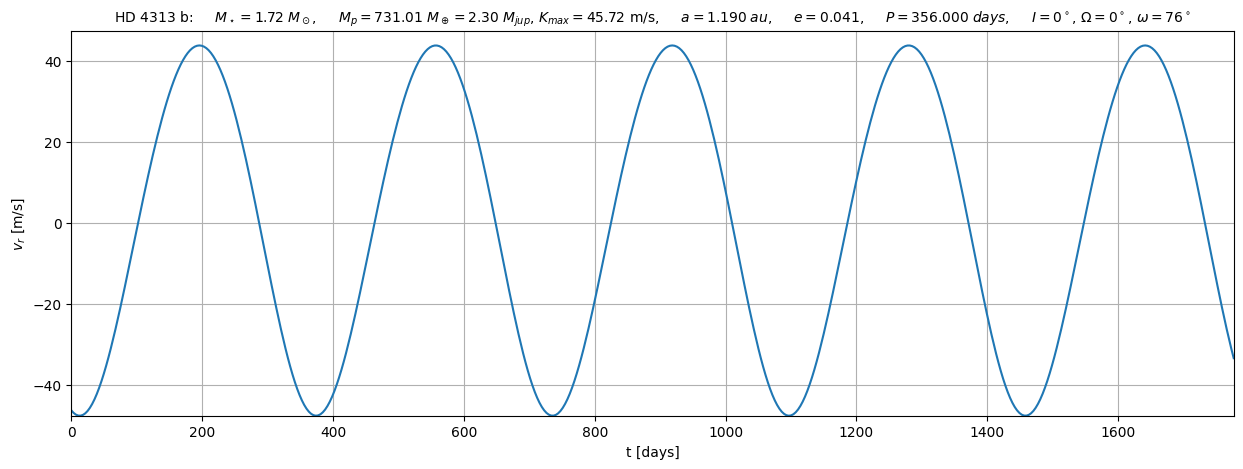 HD 4313 b: M⋆ = 1.72 M⊙, Mp = 731.01 M⊕ = 2.30 Mjup, Kmax = 45.72 m/s, a = 1.190 au, e = 0.041, P = 356.000 days, I = 0°, Ω = 0°, ω = 76°
40
20
0
−20
−40
vr [m/s]
0 200 400 600 800 1000 1200 1400 1600
t [days]